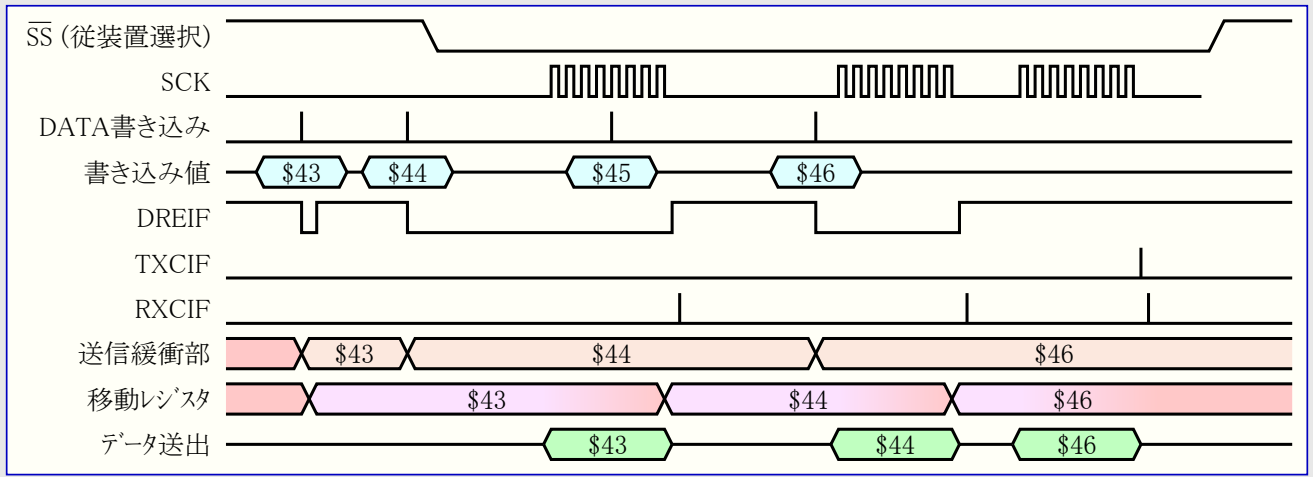 SS (従装置選択)
SCK
DATA書き込み
書き込み値 $43 $44 $45 $46
DREIF
TXCIF
RXCIF
送信緩衝部 $43 $44 $46
移動レジスタ $43 $44 $46
データ送出 $43 $44 $46